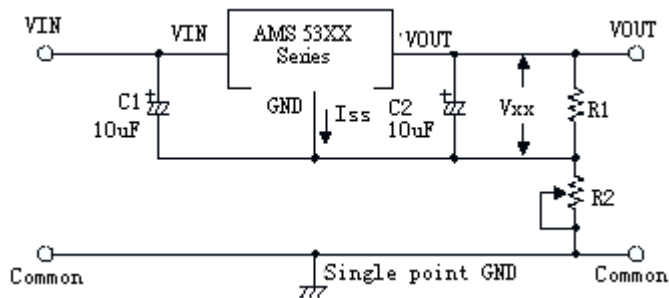 VIN
VIN
AMS 53XX
Series
VOUT
VOUT
C1
10uF
+
GND
Iss
C2
10uF
+
Vxx
R1
R2
Common
Single point GND
Common